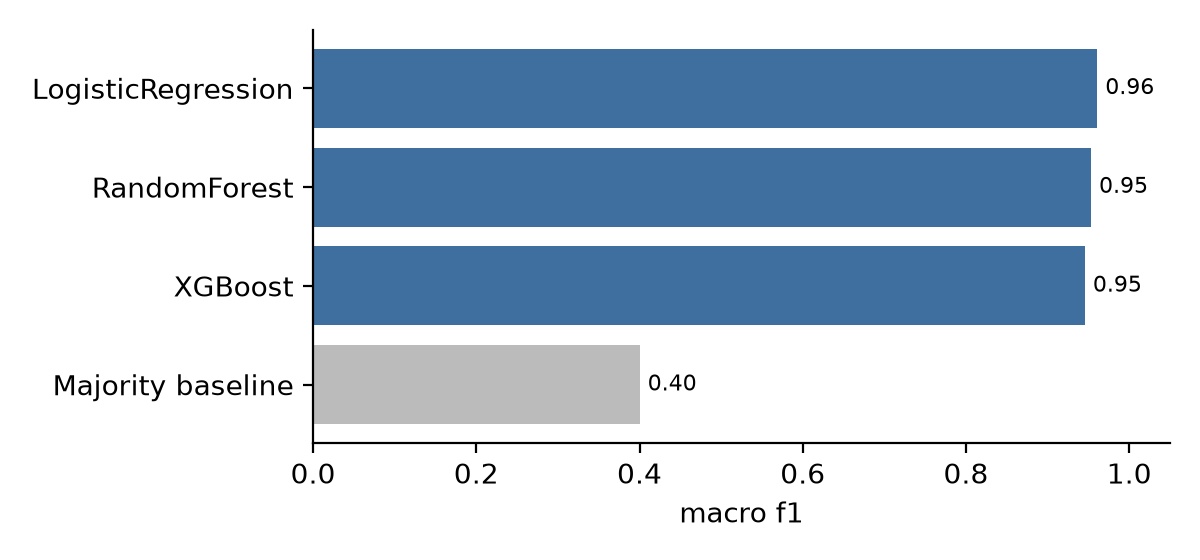 LogisticRegression
0.96
RandomForest
0.95
XGBoost
0.95
Majority baseline
0.40
0.0 0.2 0.4 0.6 0.8 1.0
macro f1